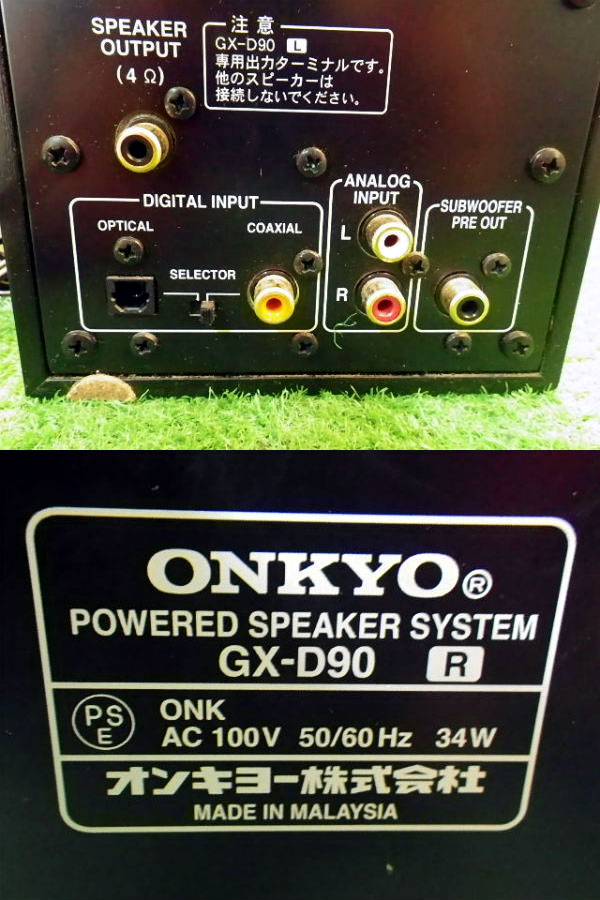 SPEAKER
OUTPUT
(4 Ω)
注意
GX-D90 L
専用出力ターミナルです。
他のスピーカーは
接続しないでください。
DIGITAL INPUT
OPTICAL
COAXIAL
SELECTOR
ANALOG
INPUT
L
R
SUBWOOFER
PRE OUT
ONKYO®
POWERED SPEAKER SYSTEM
GX-D90 R
PS
E
ONK
AC 100V 50/60 Hz 34W
オンキヨー株式会社
MADE IN MALAYSIA